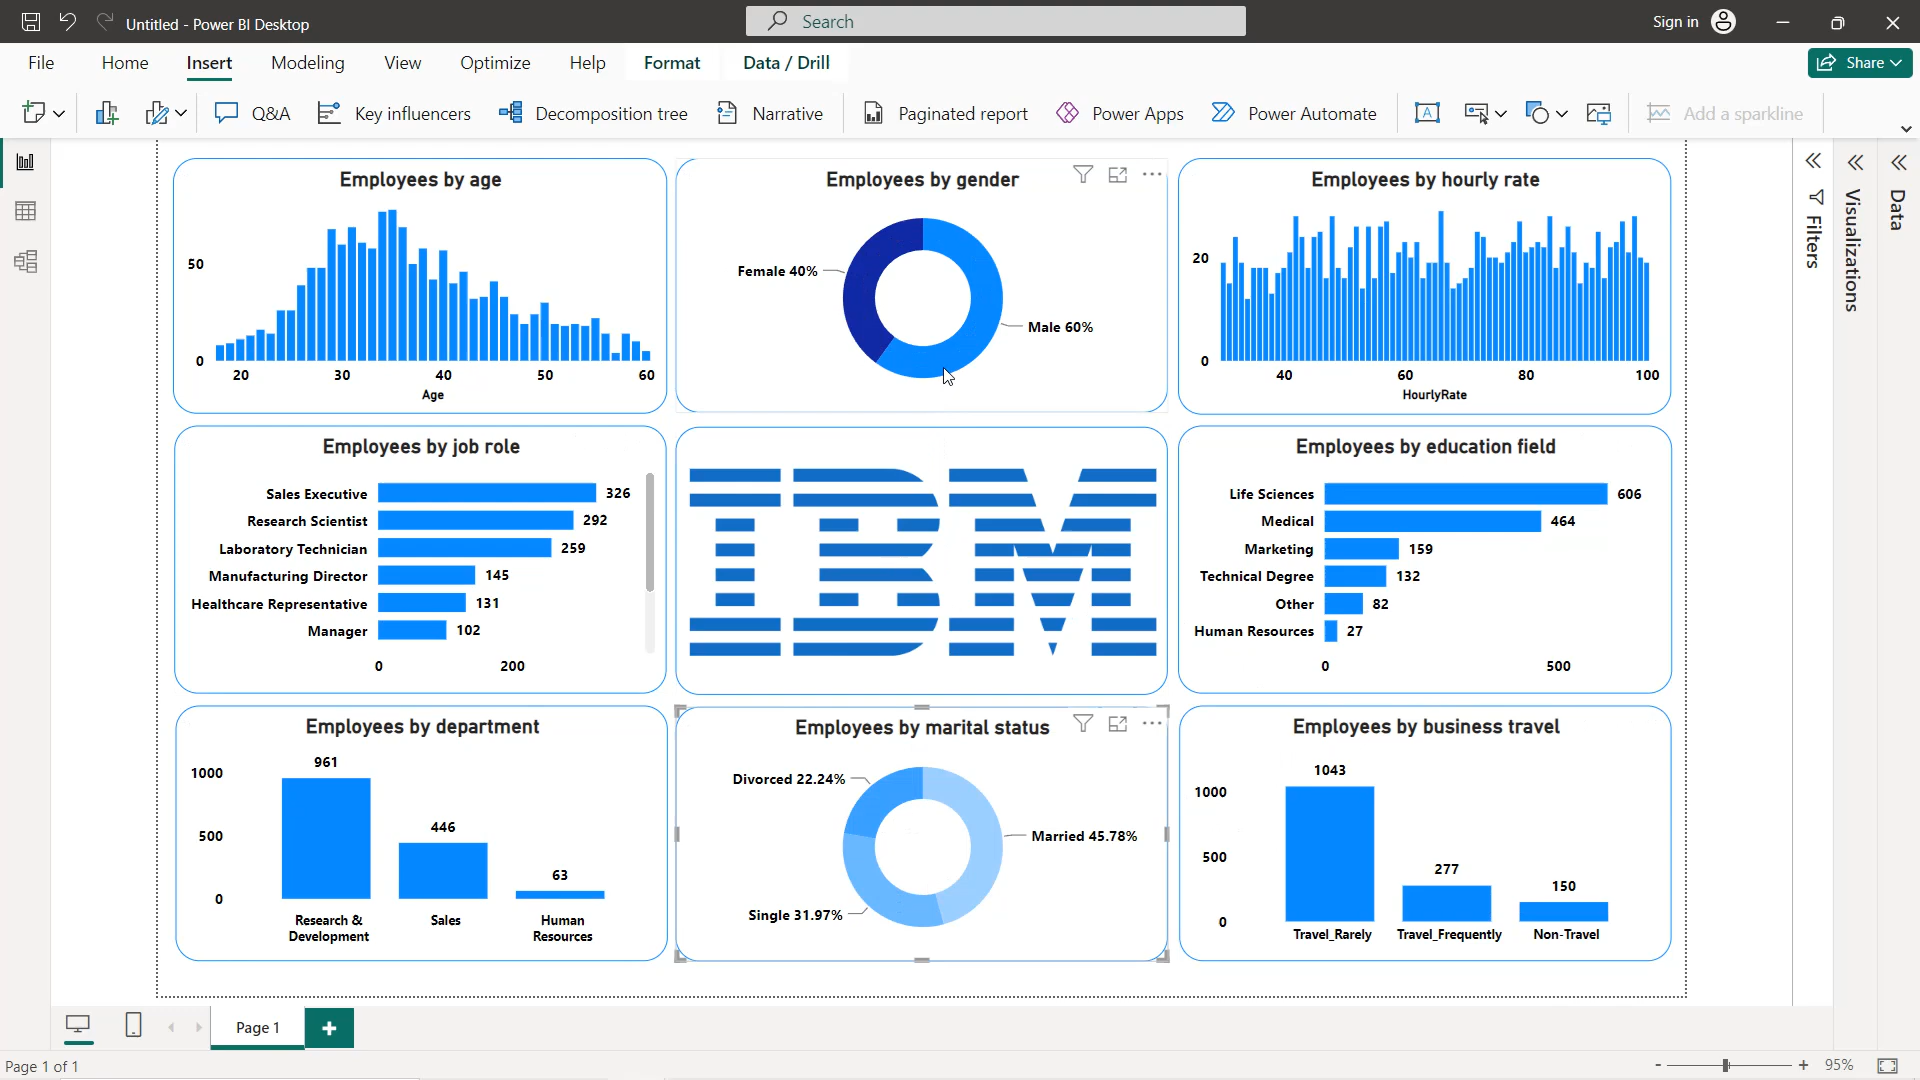 Untitled - Power BI Desktop
Search
Sign in
File Home Insert Modeling View Optimize Help Format Data / Drill
Share
Q&A Key influencers Decomposition tree Narrative Paginated report Power Apps Power Automate A Add a sparkline
Employees by age
50
0
20 30 40 50 60
Age
Employees by gender
Female 40%
Male 60%
Employees by hourly rate
20
0
40 60 80 100
HourlyRate
Filters
Visualizations
Data
Employees by job role
Sales Executive 326
Research Scientist 292
Laboratory Technician 259
Manufacturing Director 145
Healthcare Representative 131
Manager 102
0 200
IBM
Employees by education field
Life Sciences 606
Medical 464
Marketing 159
Technical Degree 132
Other 82
Human Resources 27
0 500
Employees by department
1000
500
0
961
446
63
Research &
Development
Sales
Human
Resources
Employees by marital status
Divorced 22.24%
Married 45.78%
Single 31.97%
Employees by business travel
1000
500
0
1043
277
150
Travel_Rarely Travel_Frequently Non-Travel
Page 1
Page 1 of 1
- + 95%